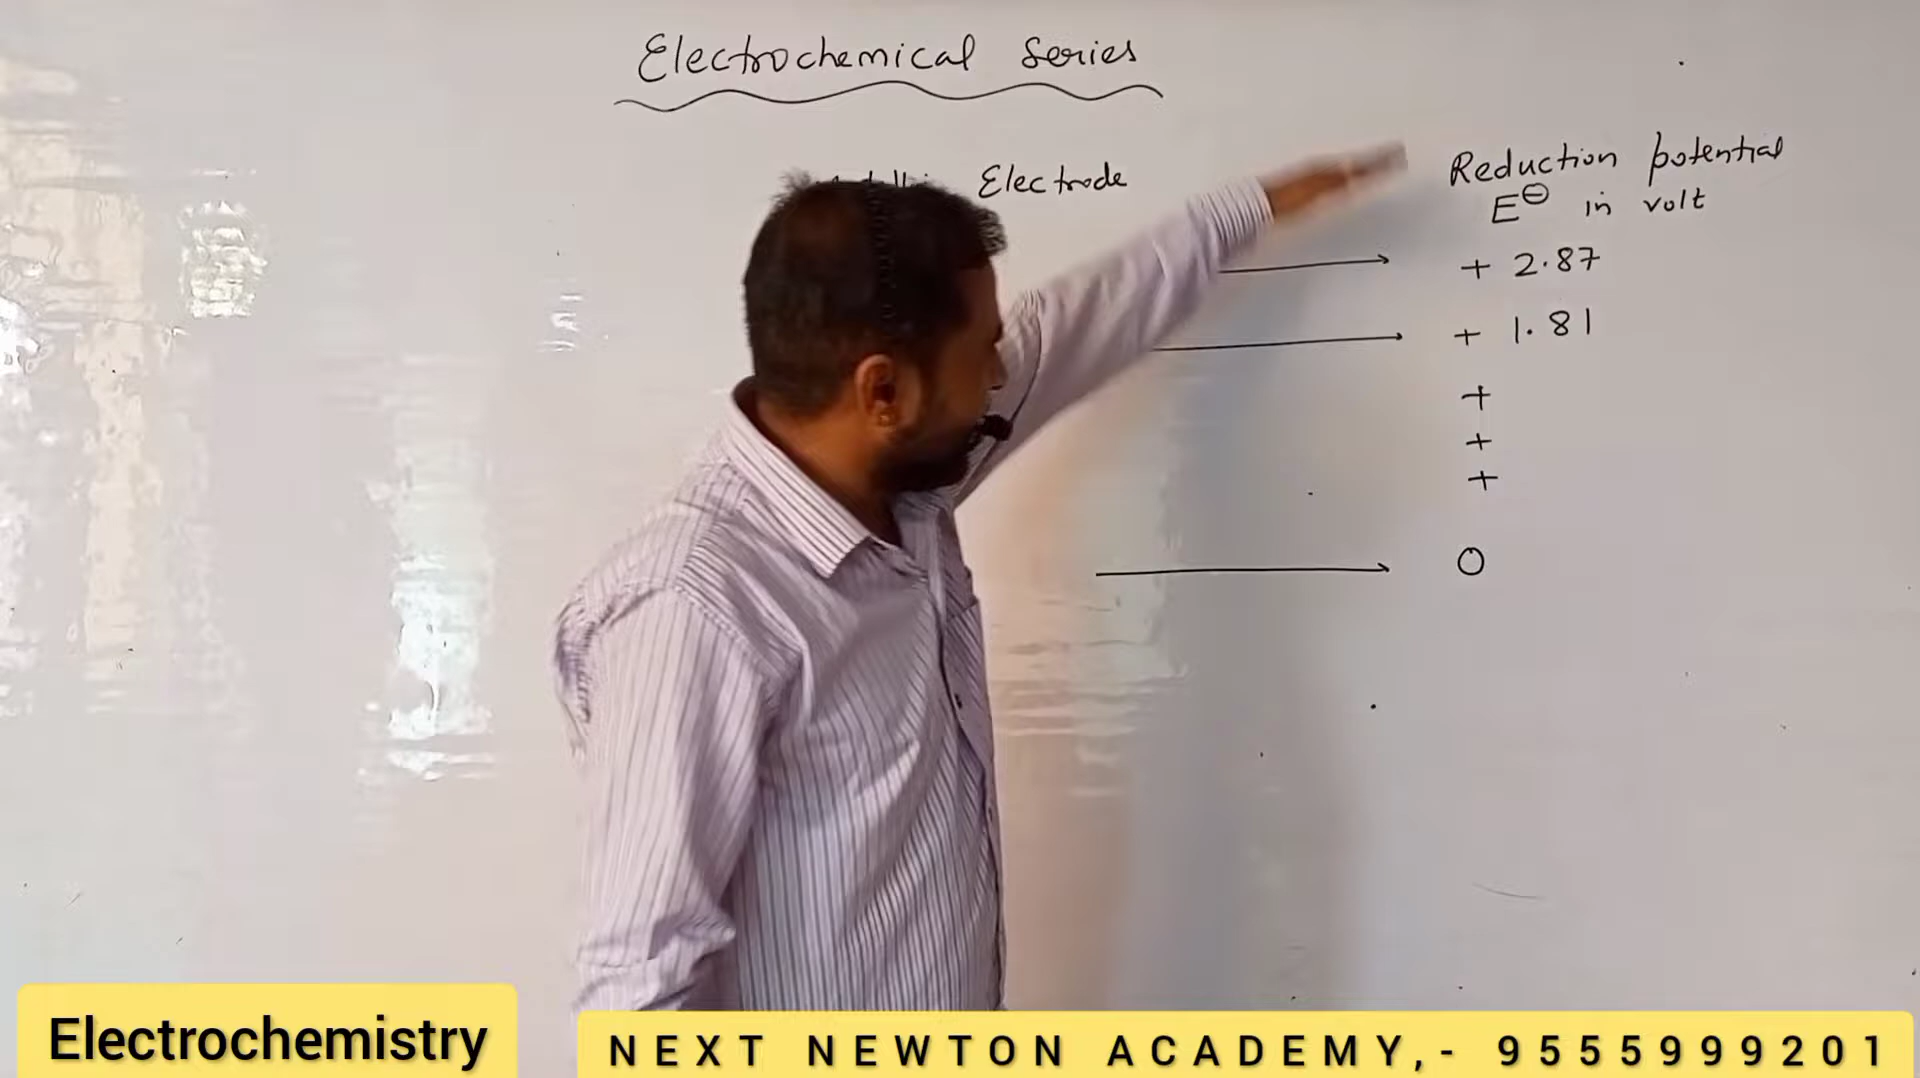 Electrochemical Series
Electrode
Reduction potential
E⊖ in volt
+ 2.87
+ 1.81
+
+
+
0
Electrochemistry
NEXT NEWTON ACADEMY,- 9555999201